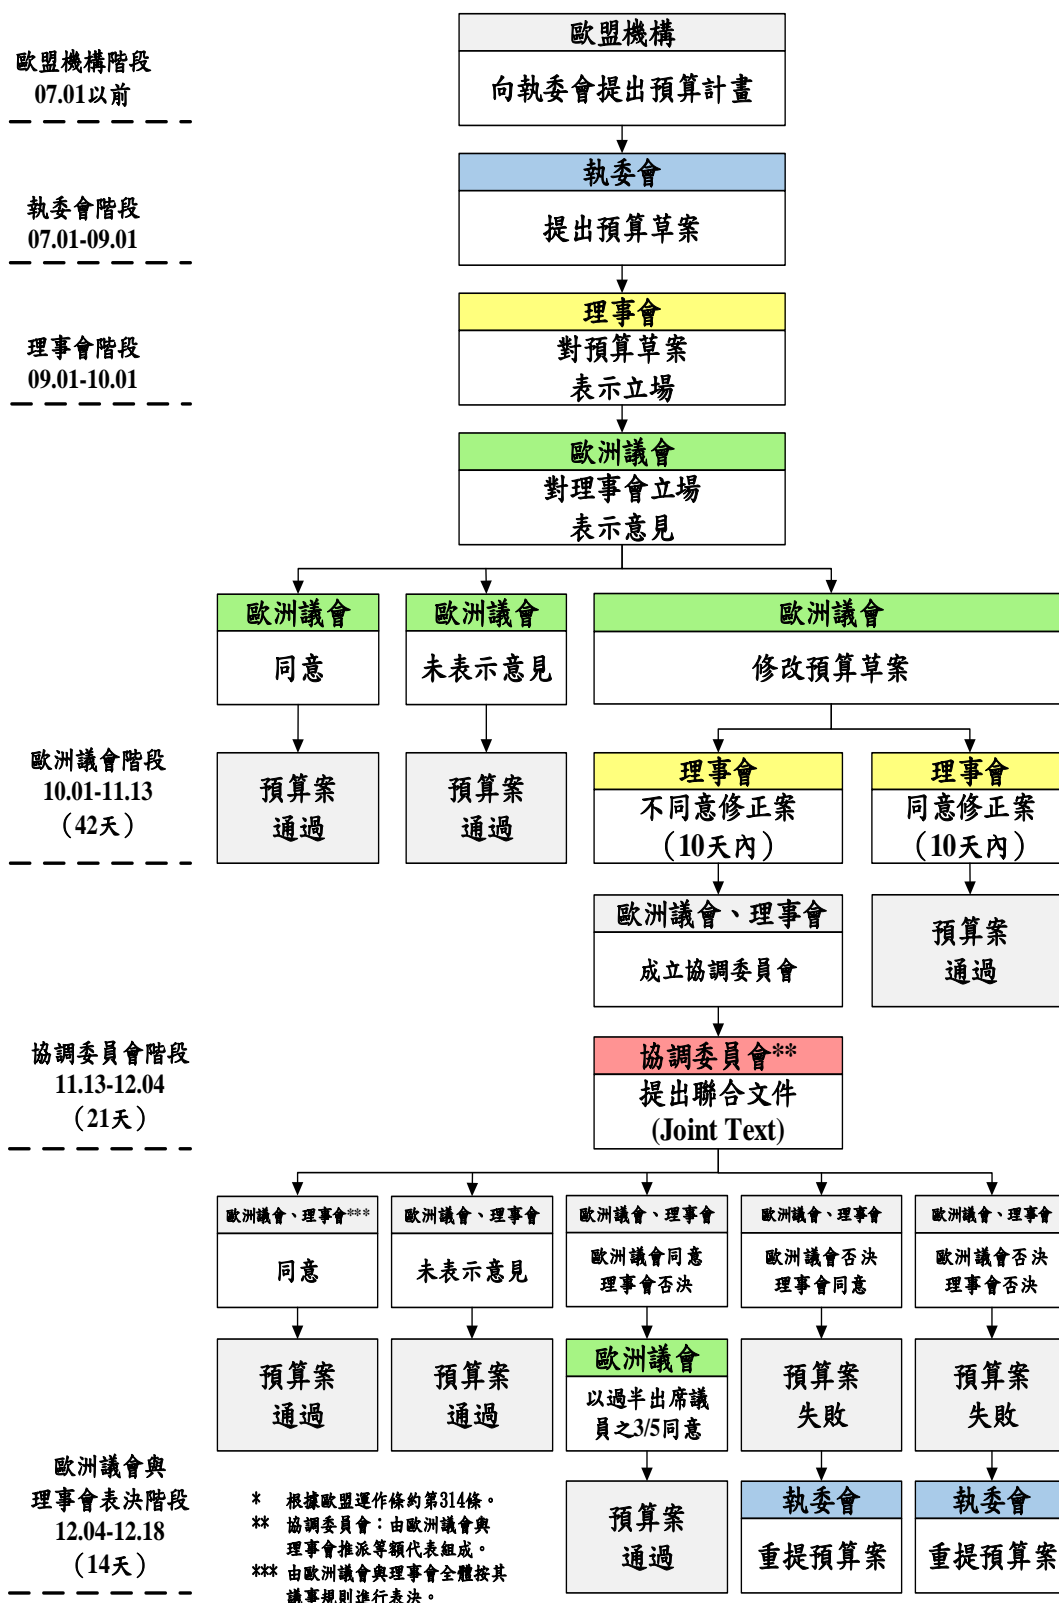 歐盟機構
向執委會提出預算計畫
歐盟機構階段
07.01以前
執委會
提出預算草案
執委會階段
07.01-09.01
理事會
對預算草案
表示立場
理事會階段
09.01-10.01
歐洲議會
對理事會立場
表示意見
歐洲議會
同意
歐洲議會
未表示意見
歐洲議會
修改預算草案
歐洲議會階段
10.01-11.13
（42天）
預算案
通過
預算案
通過
理事會
不同意修正案
（10天內）
理事會
同意修正案
（10天內）
歐洲議會、理事會
成立協調委員會
預算案
通過
協調委員會階段
11.13-12.04
（21天）
協調委員會**
提出聯合文件
(Joint Text)
歐洲議會、理事會***
同意
歐洲議會、理事會
未表示意見
歐洲議會、理事會
歐洲議會同意
理事會否決
歐洲議會、理事會
歐洲議會否決
理事會同意
歐洲議會、理事會
歐洲議會否決
理事會否決
預算案
通過
預算案
通過
歐洲議會
以過半出席議
員之3/5同意
預算案
失敗
預算案
失敗
歐洲議會與
理事會表決階段
12.04-12.18
（14天）
預算案
通過
執委會
重提預算案
執委會
重提預算案
* 根據歐盟運作條約第314條。
** 協調委員會：由歐洲議會與
理事會推派等額代表組成。
*** 由歐洲議會與理事會全體按其
議事規則進行表決。